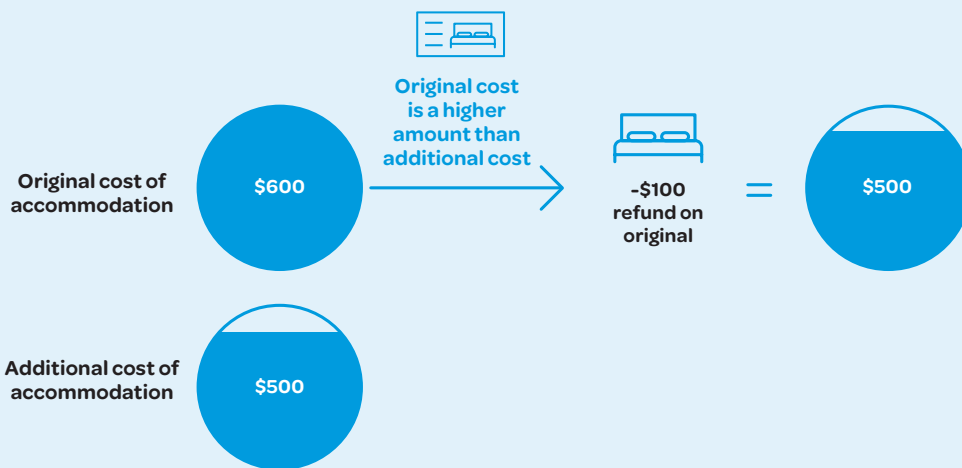 Original cost
is a higher
amount than
additional cost
Original cost of
accommodation
$600
-$100
refund on
original
=
$500
Additional cost of
accommodation
$500